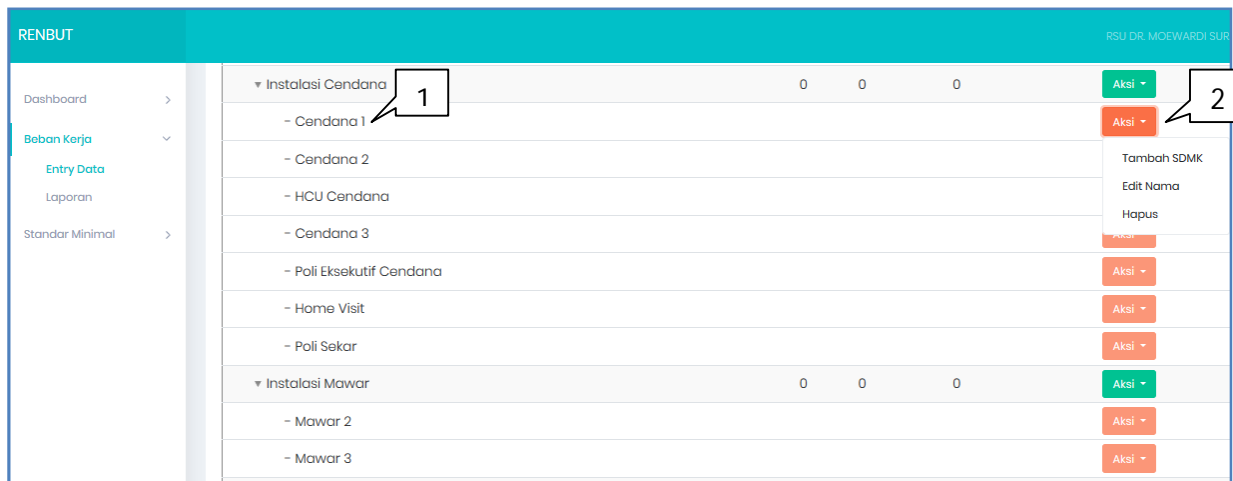 RENBUT
RSU DR. MOEWARDI SUR
Dashboard
Beban Kerja
Entry Data
Laporan
Standar Minimal
Instalasi Cendana 0 0 0 Aksi
1
2
- Cendana 1 Aksi
Tambah SDMK
Edit Nama
Hapus
- Cendana 2
- HCU Cendana
- Cendana 3 Aksi
- Poli Eksekutif Cendana Aksi
- Home Visit Aksi
- Poli Sekar Aksi
Instalasi Mawar 0 0 0 Aksi
- Mawar 2 Aksi
- Mawar 3 Aksi